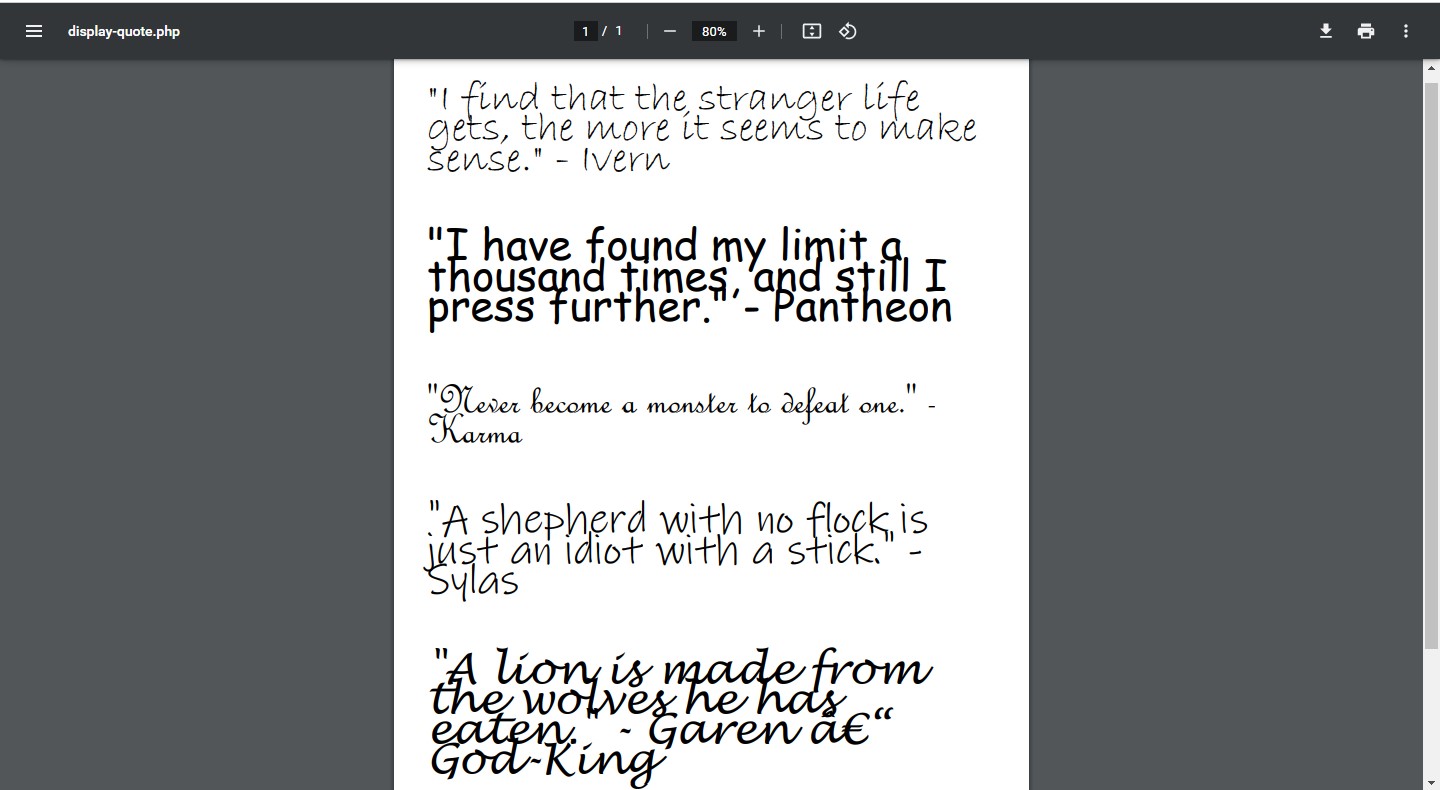 display-quote.php
1 / 1
80%
"I find that the stranger life
gets, the more it seems to make
sense." - Ivern
"I have found my limit a
thousand times, and still I
press further." - Pantheon
"Never become a monster to defeat one." -
Karma
"A shepherd with no flock is
just an idiot with a stick." -
Sylas
"A lion is made from
the wolves he has
eaten." - Garen â€“
God-King